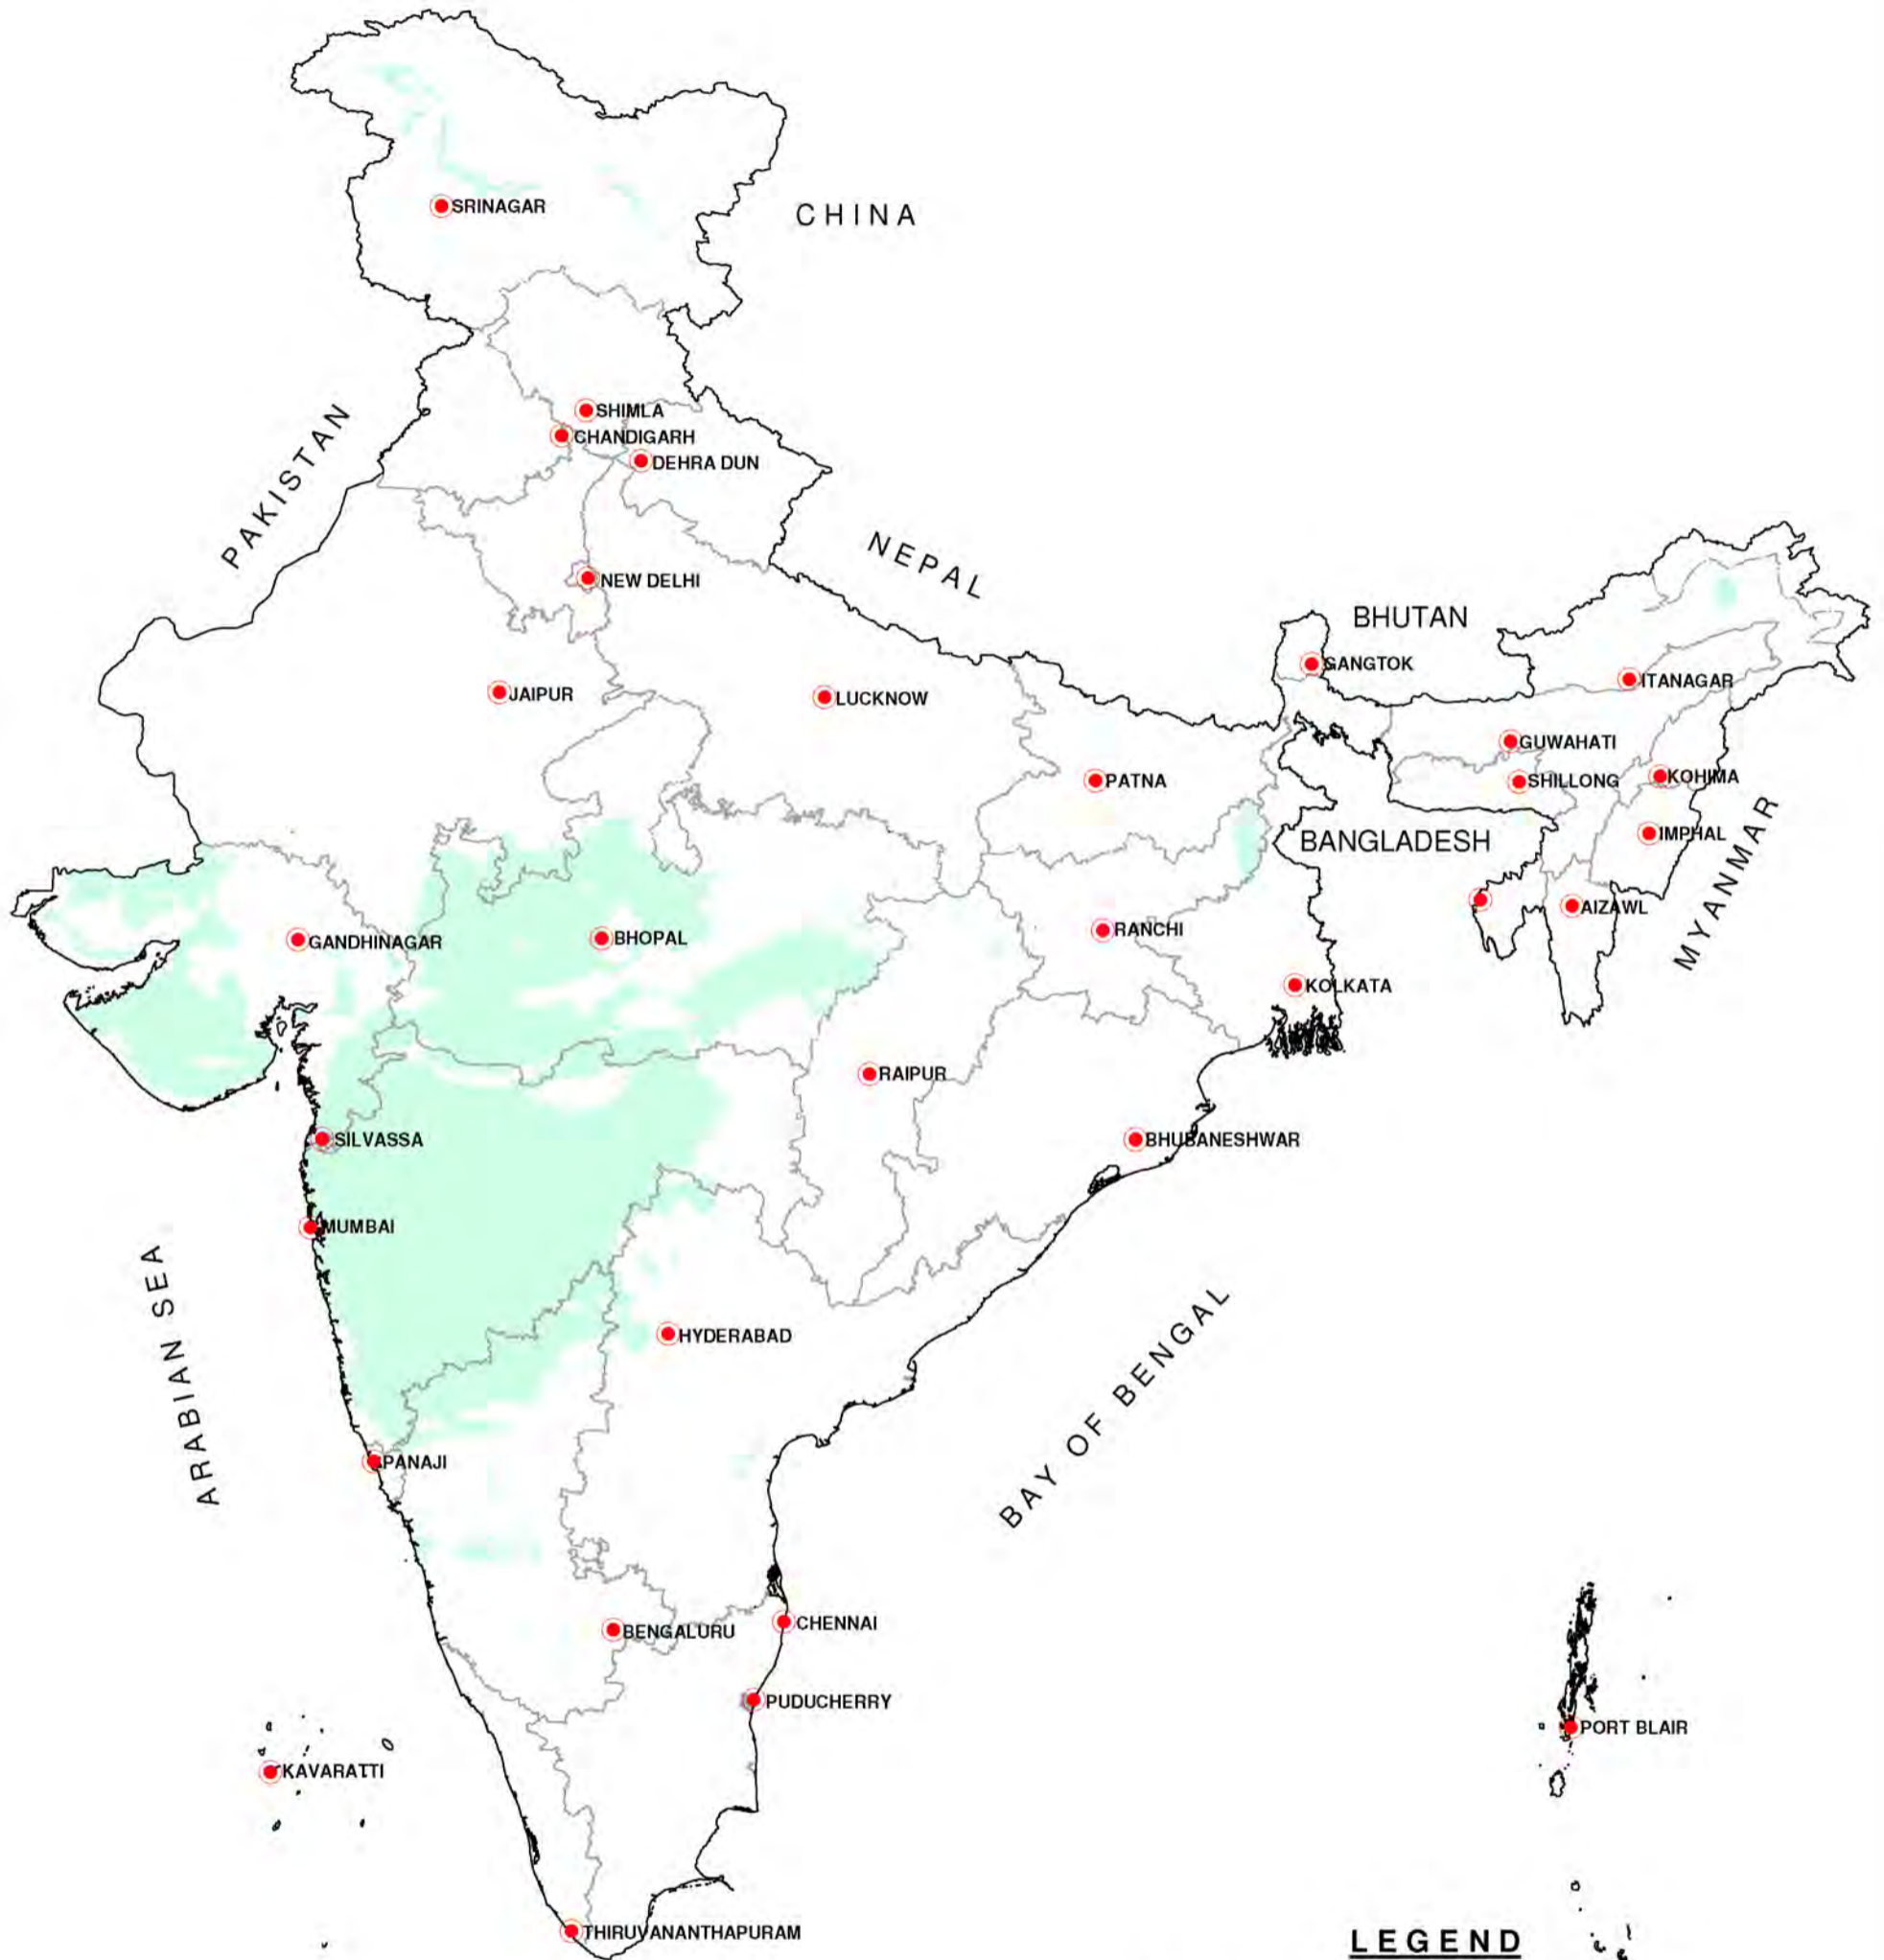 SRINAGAR
CHINA
SHIMLA
CHANDIGARH
DEHRA DUN
PAKISTAN
NEPAL
NEW DELHI
BHUTAN
GANGTOK
ITANAGAR
JAIPUR
LUCKNOW
GUWAHATI
PATNA
SHILLONG
KOHIMA
BANGLADESH
IMPHAL
MYANMAR
AIZAWL
GANDHINAGAR
BHOPAL
RANCHI
KOLKATA
RAIPUR
SILVASSA
BHUBANESHWAR
MUMBAI
ARABIAN SEA
HYDERABAD
BAY OF BENGAL
PANAJI
BENGALURU
CHENNAI
PUDUCHERRY
PORT BLAIR
KAVARATTI
THIRUVANANTHAPURAM
LEGEND